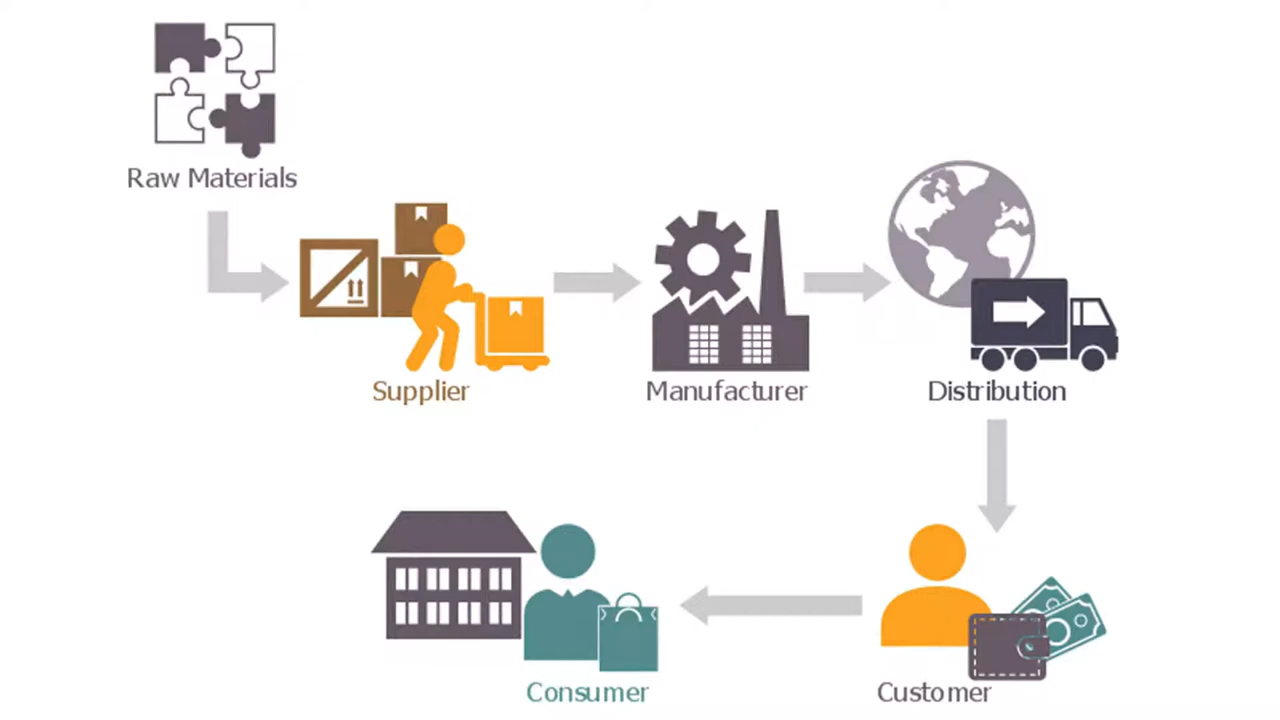 Raw Materials
Supplier
Manufacturer
Distribution
Customer
Consumer